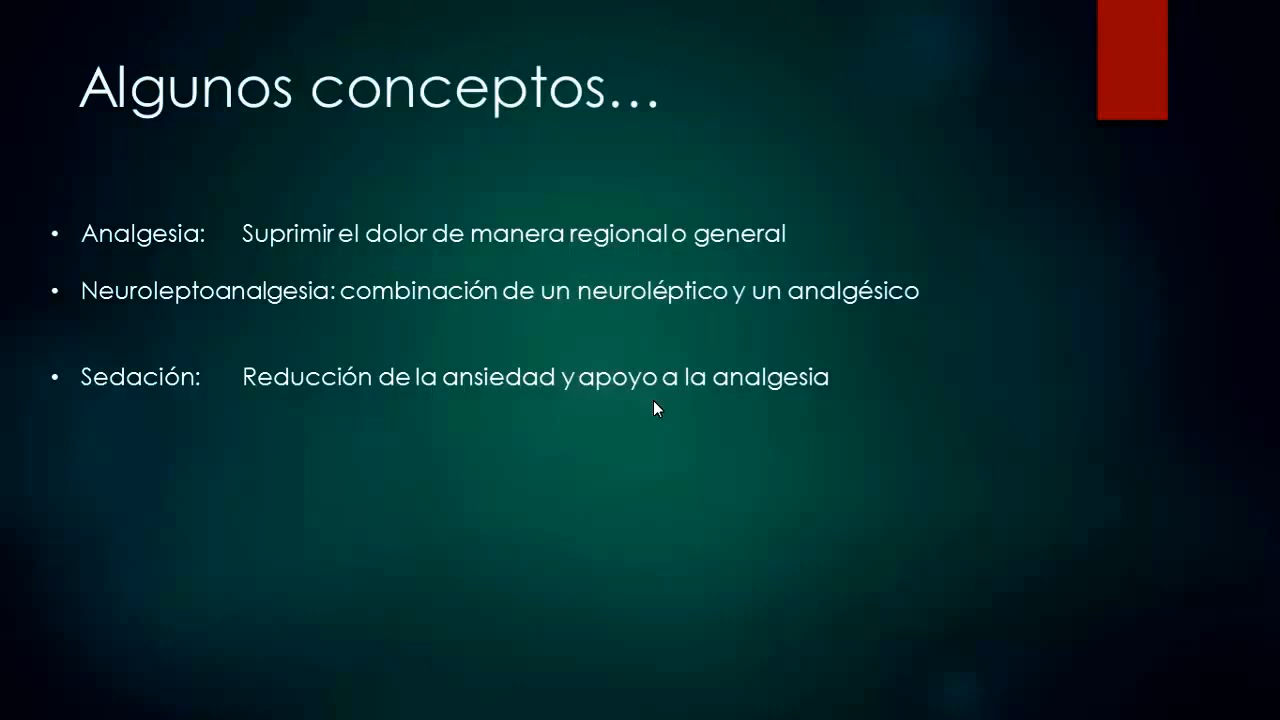 Algunos conceptos...
• Analgesia: Suprimir el dolor de manera regional o general
• Neuroleptoanalgesia: combinación de un neuroléptico y un analgésico
• Sedación: Reducción de la ansiedad y apoyo a la analgesia